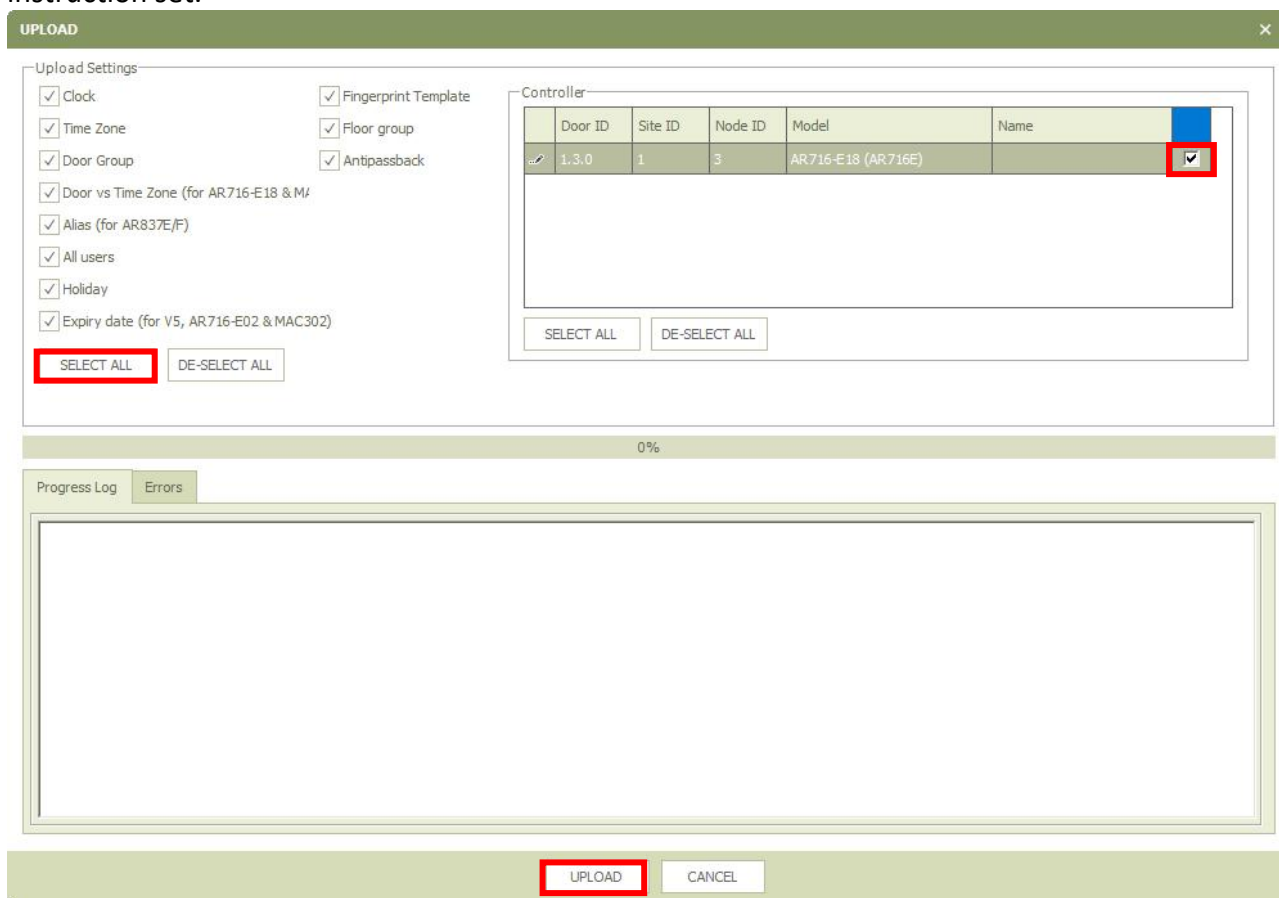 instruction set.
UPLOAD
Upload Settings
Clock
Fingerprint Template
Time Zone
Floor group
Door Group
Antipassback
Door vs Time Zone (for AR716-E18 & MA
Alias (for AR837E/F)
All users
Holiday
Expiry date (for V5, AR716-E02 & MAC302)
SELECT ALL DE-SELECT ALL
Controller
Door ID Site ID Node ID Model Name
1.3.0 1 3 AR716-E18 (AR716E)
SELECT ALL DE-SELECT ALL
0%
Progress Log Errors
UPLOAD CANCEL